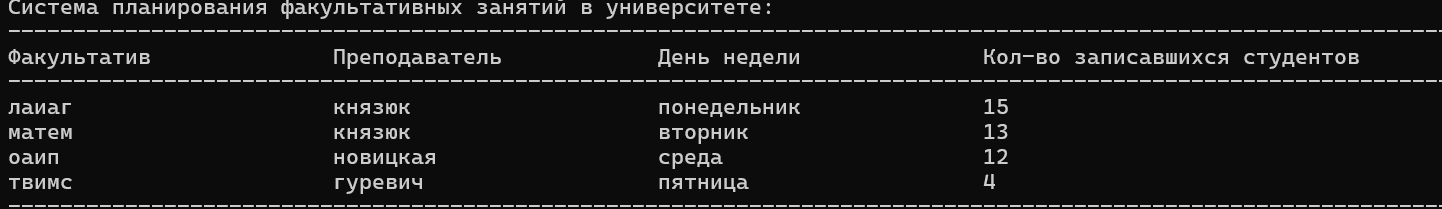 Система планирования факультативных занятий в университете:
Факультатив Преподаватель День недели Кол-во записавшихся студентов
лаиаг князюк понедельник 15
матем князюк вторник 13
оаип новицкая среда 12
твимс гуревич пятница 4